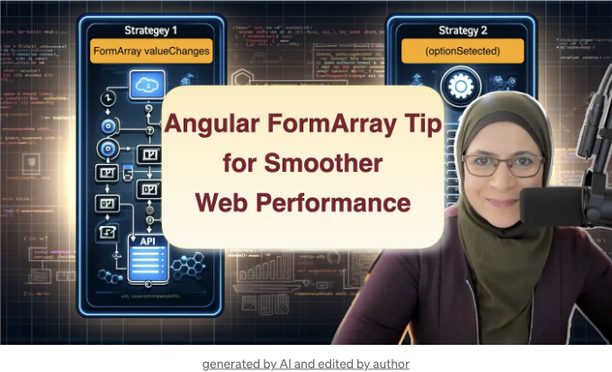 Strategey 1
FormArray valueChanges
Strategy 2
(optionSelected)
Angular FormArray Tip
for Smoother
Web Performance
API
generated by AI and edited by author